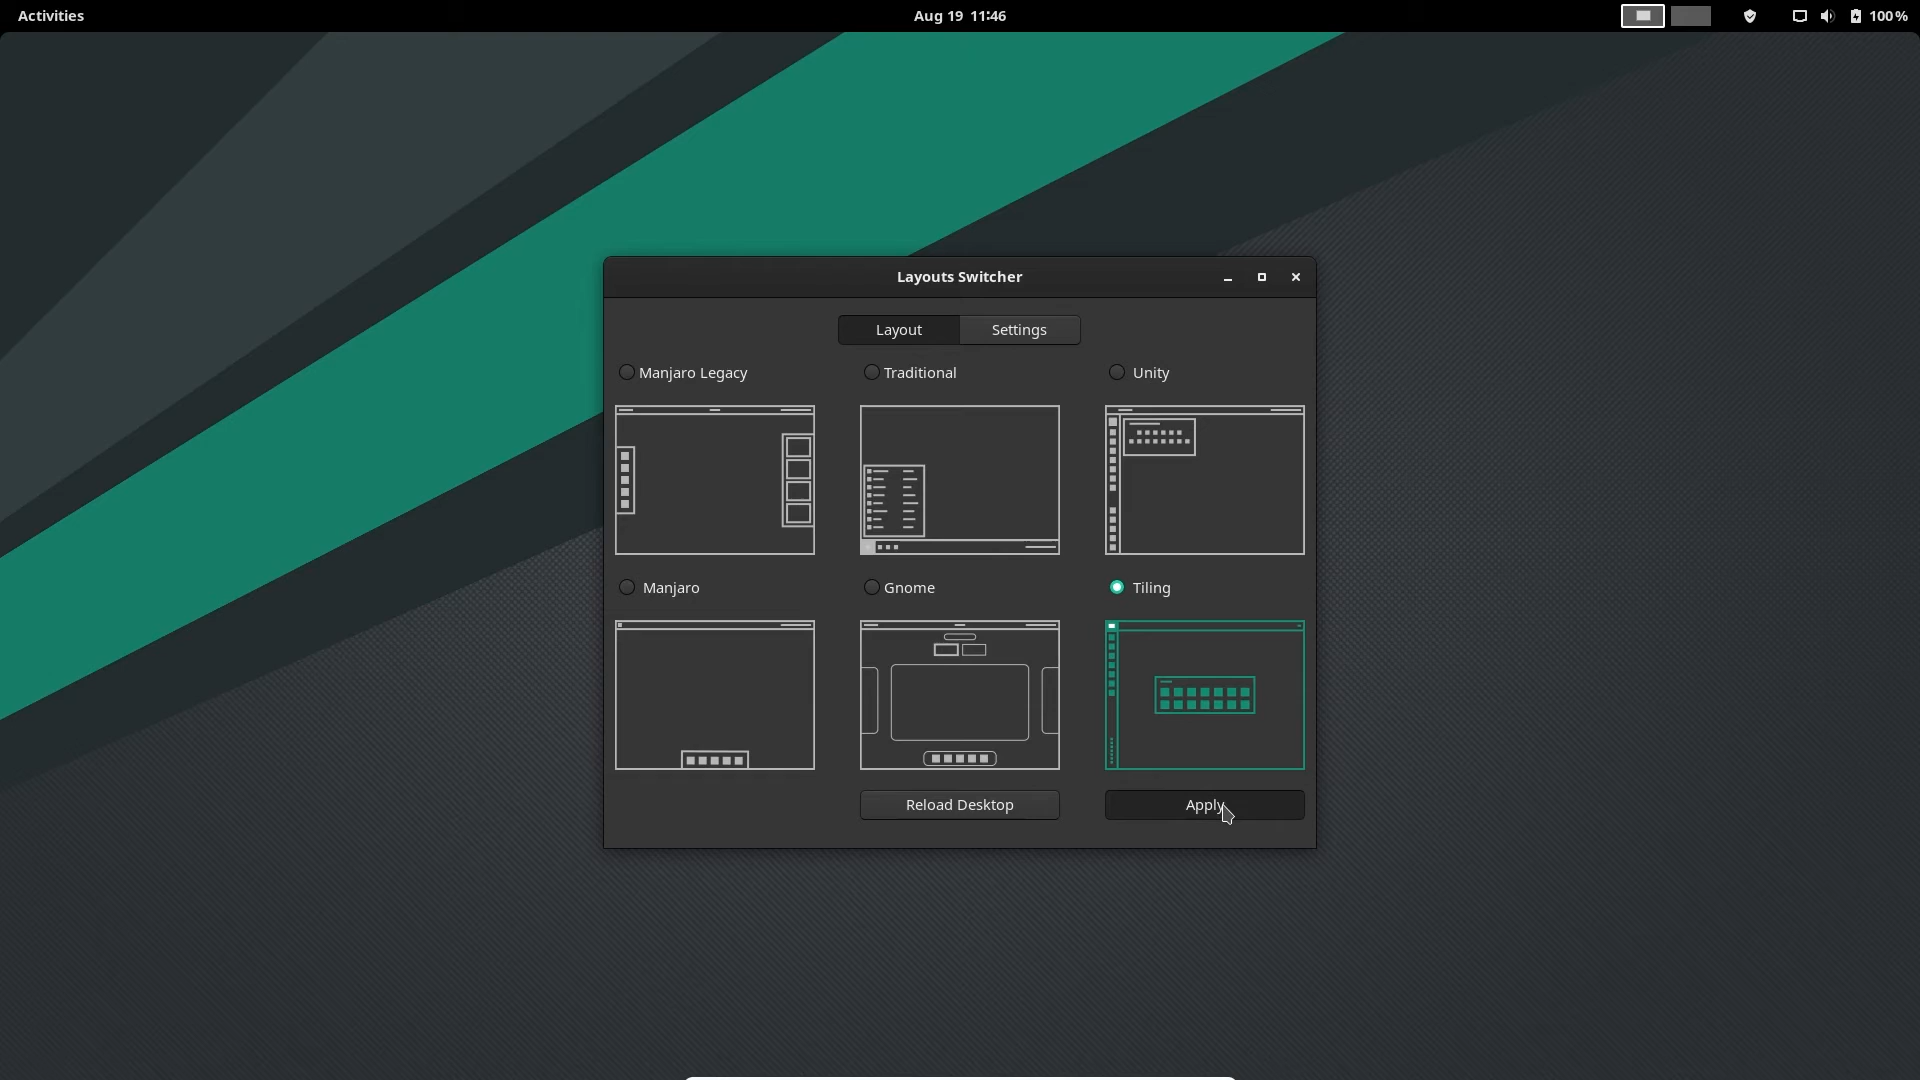 Activities
Aug 19 11:46
100 %
Layouts Switcher
Layout
Settings
Manjaro Legacy
Traditional
Unity
Manjaro
Gnome
Tiling
Reload Desktop
Apply